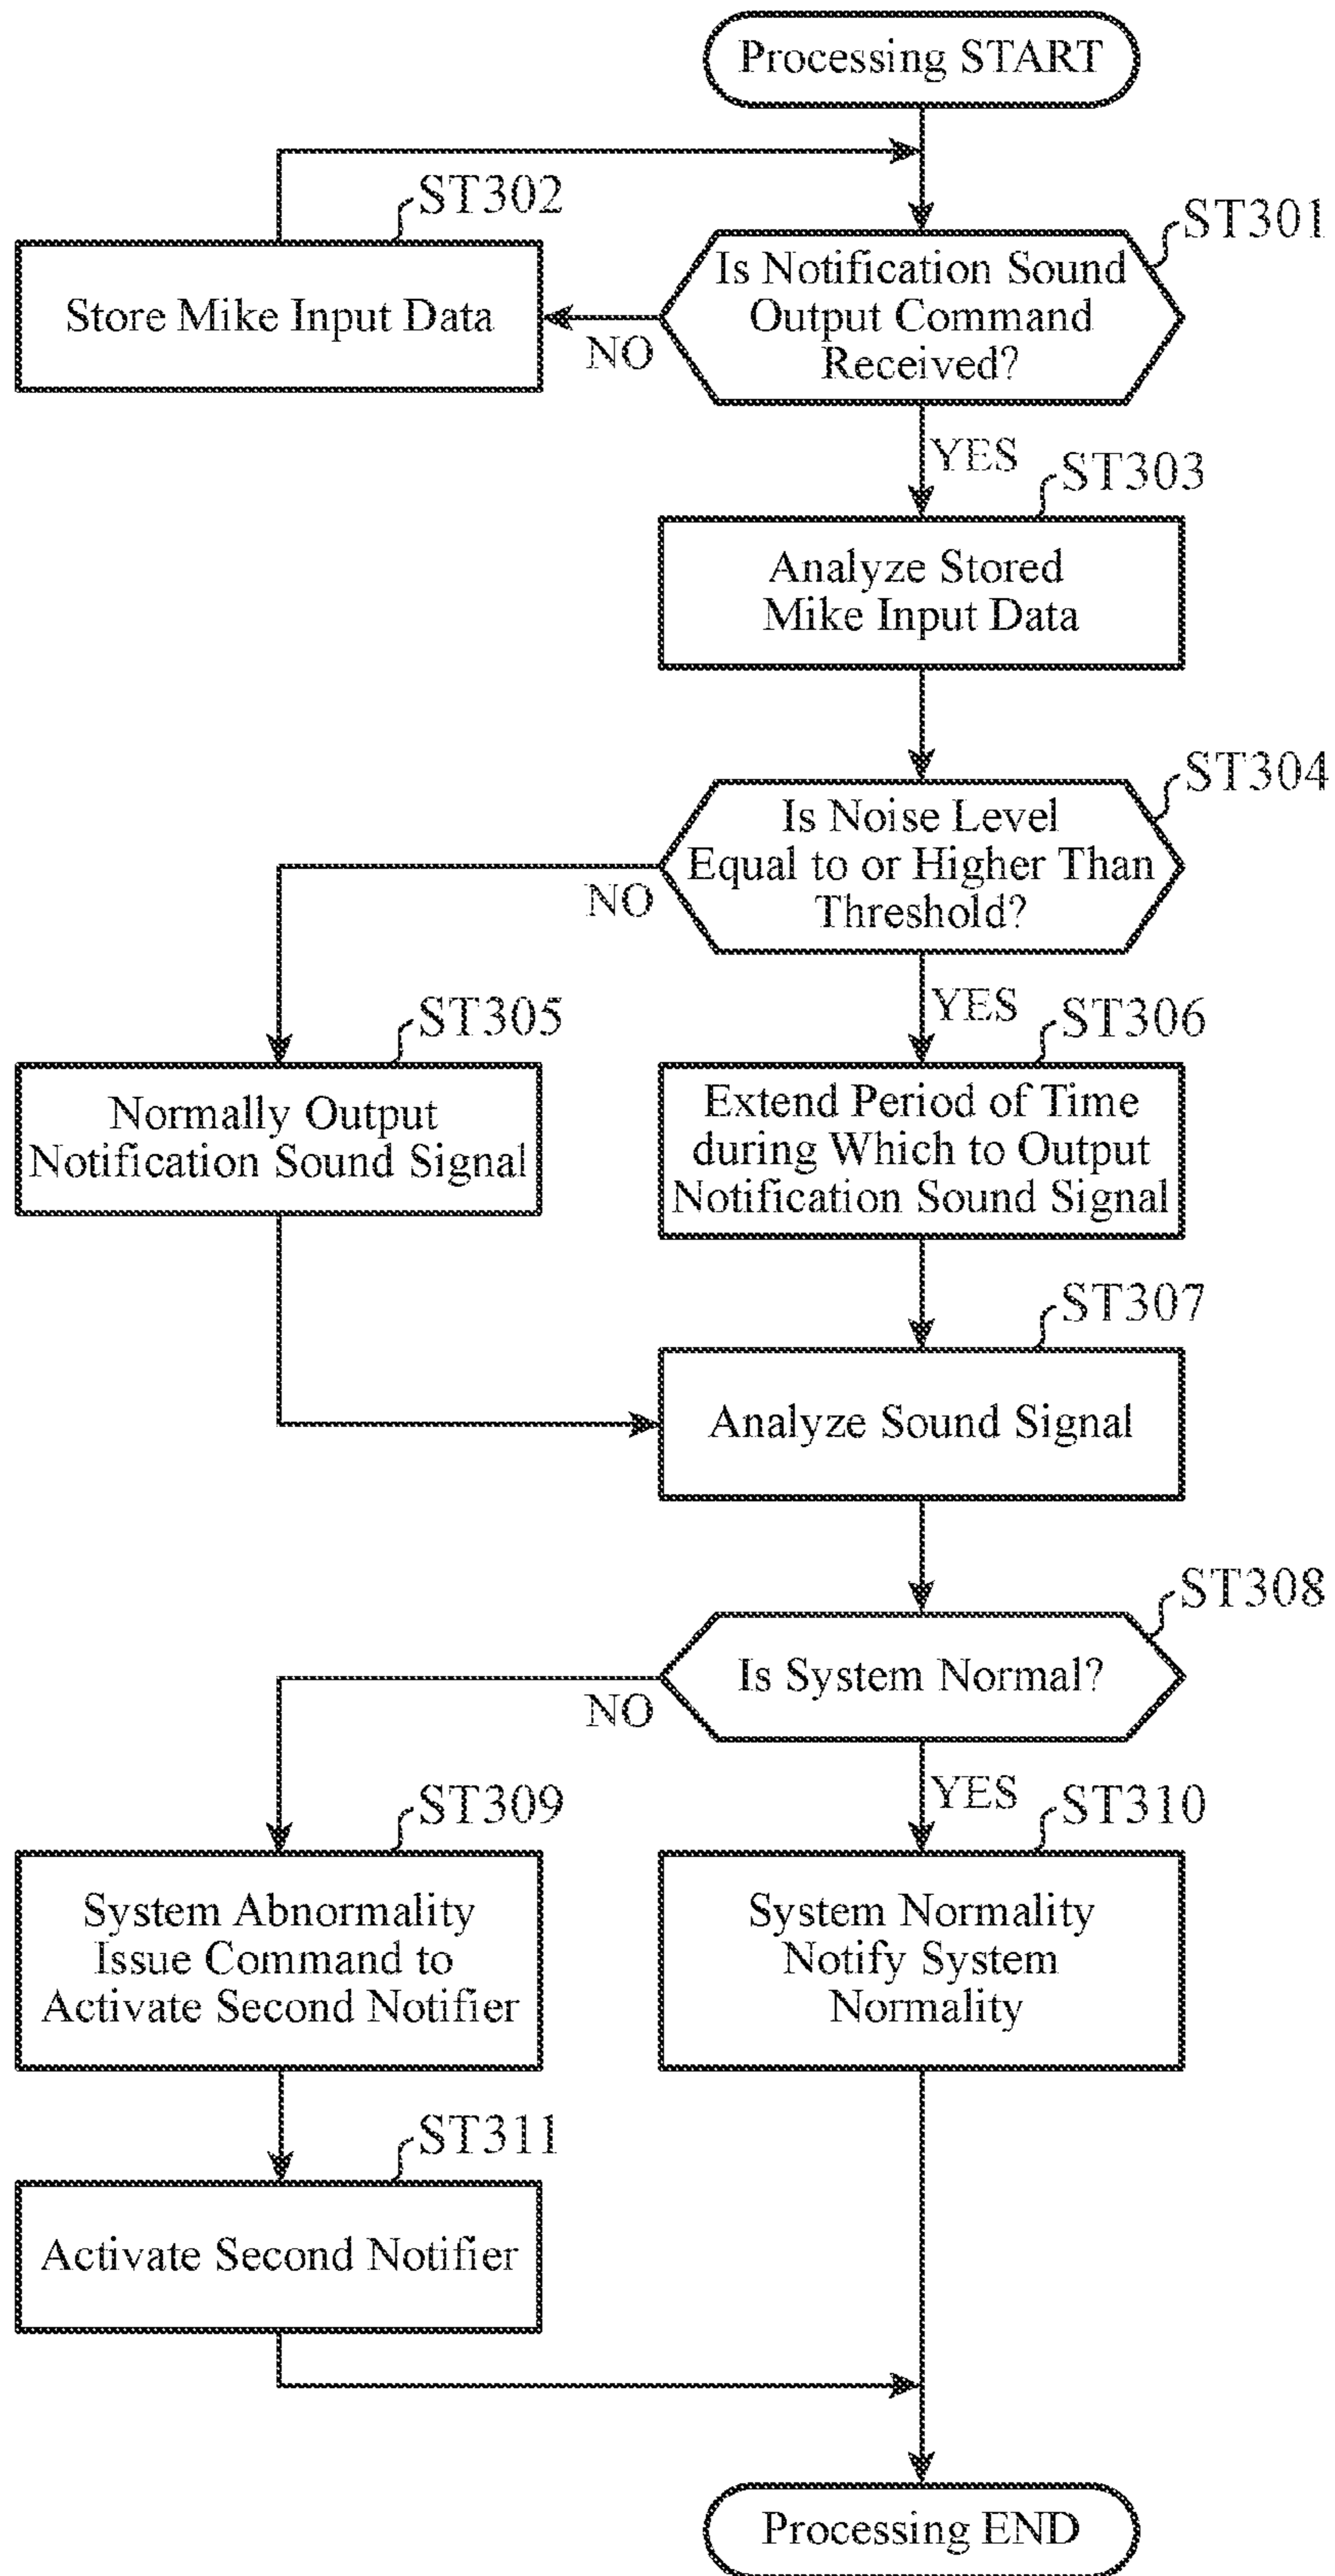 Processing START
ST302
ST301
Is Notification Sound
Output Command
Received?
Store Mike Input Data
NO
YES
ST303
Analyze Stored
Mike Input Data
ST304
Is Noise Level
Equal to or Higher Than
Threshold?
NO
YES
ST305
ST306
Normally Output
Notification Sound Signal
Extend Period of Time
during Which to Output
Notification Sound Signal
ST307
Analyze Sound Signal
ST308
Is System Normal?
NO
YES
ST309
ST310
System Abnormality
Issue Command to
Activate Second Notifier
System Normality
Notify System
Normality
ST311
Activate Second Notifier
Processing END